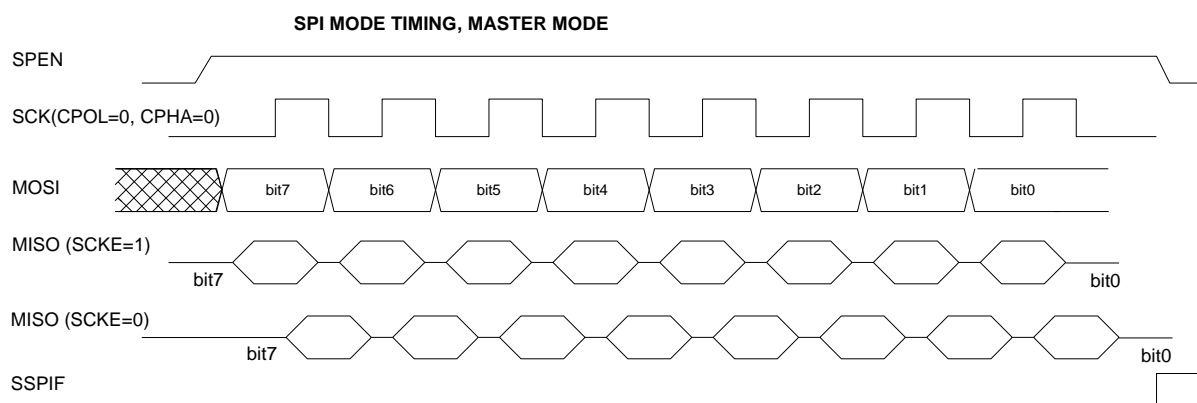 SPI MODE TIMING, MASTER MODE
SPEN
SCK(CPOL=0, CPHA=0)
MOSI
bit7 bit6 bit5 bit4 bit3 bit2 bit1 bit0
MISO (SCKE=1)
bit7 bit0
MISO (SCKE=0)
bit7 bit0
SSPIF